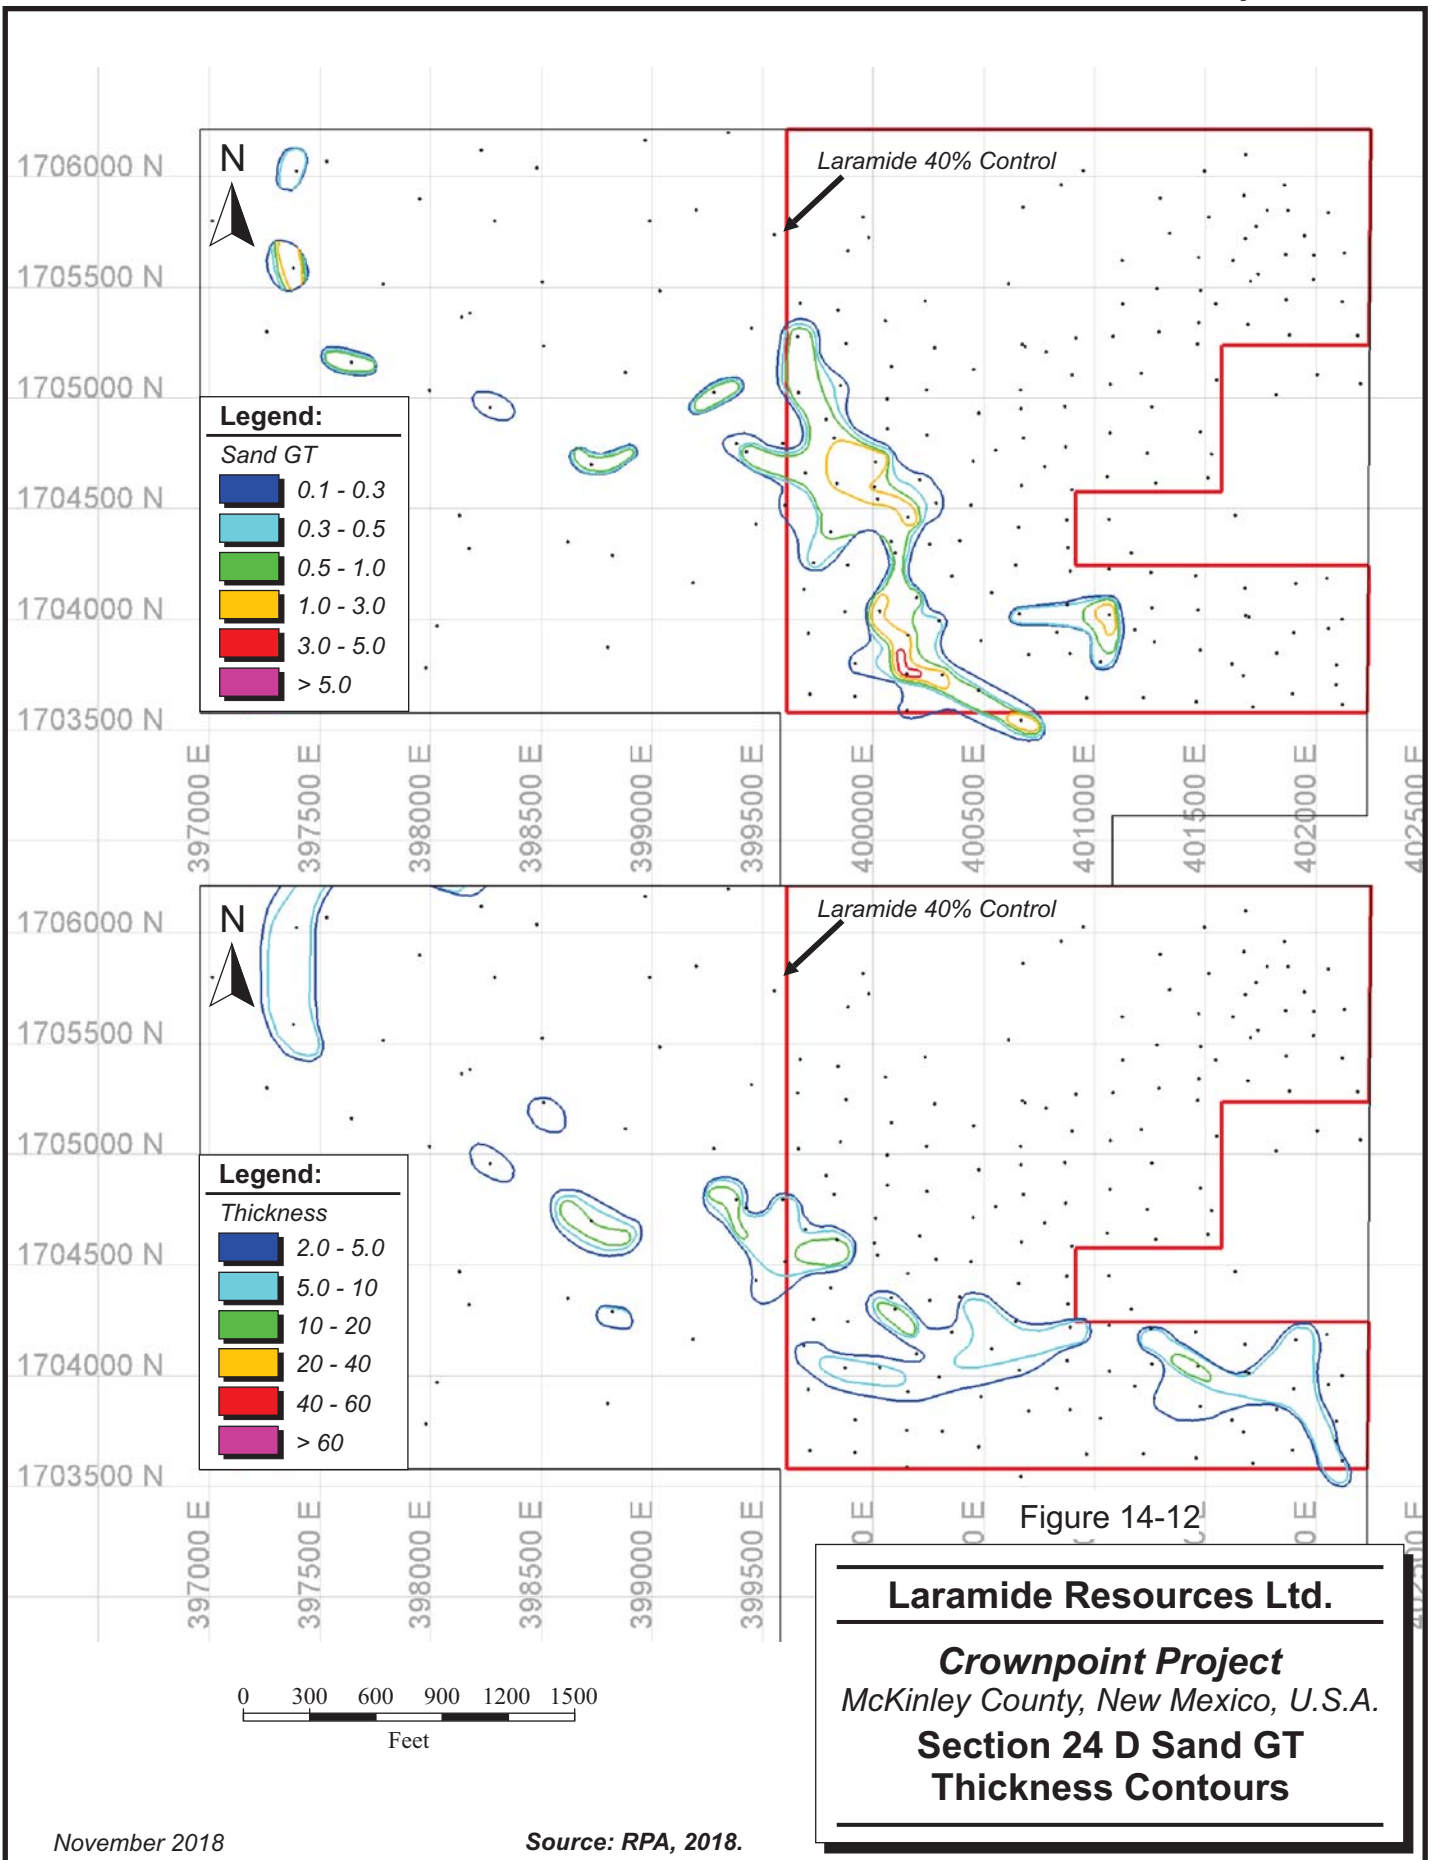 N
Laramide 40% Control
1706000 N
1705500 N
1705000 N
1704500 N
1704000 N
1703500 N
Legend:
Sand GT
0.1 - 0.3
0.3 - 0.5
0.5 - 1.0
1.0 - 3.0
3.0 - 5.0
> 5.0
397000 E
397500 E
398000 E
398500 E
399000 E
399500 E
400000 E
400500 E
401000 E
401500 E
402000 E
402500 E
N
Laramide 40% Control
1706000 N
1705500 N
1705000 N
1704500 N
1704000 N
1703500 N
Legend:
Thickness
2.0 - 5.0
5.0 - 10
10 - 20
20 - 40
40 - 60
> 60
397000 E
397500 E
398000 E
398500 E
399000 E
399500 E
Figure 14-12
Laramide Resources Ltd.
Crownpoint Project
McKinley County, New Mexico, U.S.A.
Section 24 D Sand GT
Thickness Contours
0 300 600 900 1200 1500
Feet
November 2018
Source: RPA, 2018.